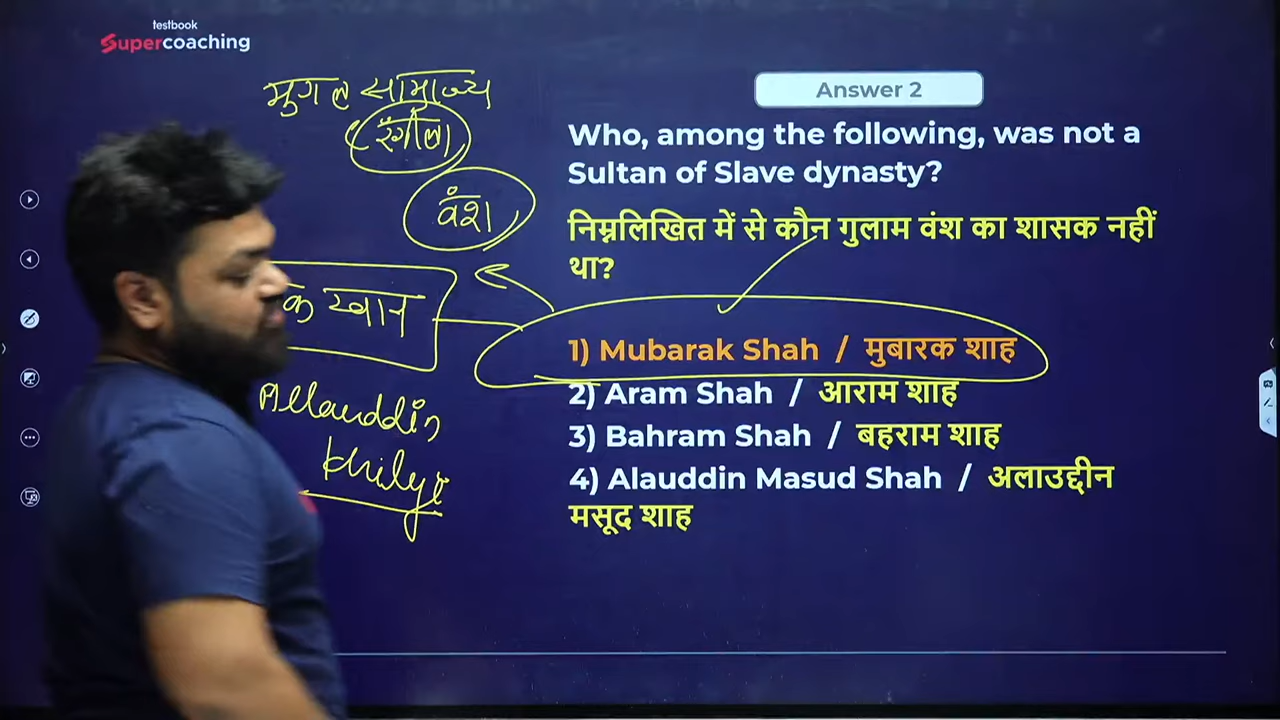 testbook
Supercoaching
मुगल साम्राज्य
रंगीला
वंश
क खान
Allauddin
khilyi
Answer 2
Who, among the following, was not a
Sultan of Slave dynasty?
निम्नलिखित में से कौन गुलाम वंश का शासक नहीं
था?
1) Mubarak Shah / मुबारक शाह
2) Aram Shah / आराम शाह
3) Bahram Shah / बहराम शाह
4) Alauddin Masud Shah / अलाउद्दीन
मसूद शाह